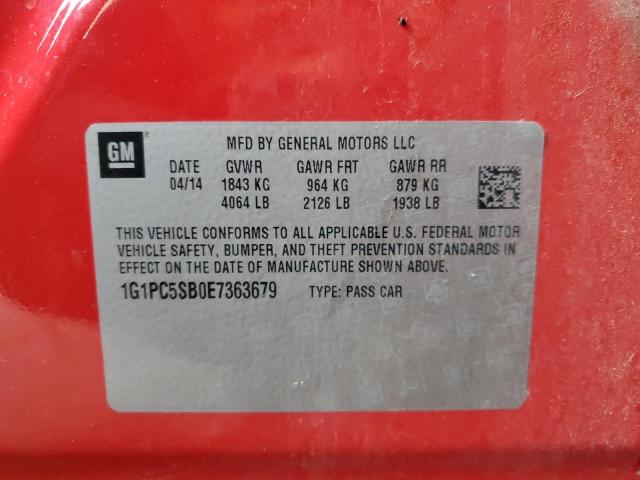 GM
MFD BY GENERAL MOTORS LLC
DATE GVWR GAWR FRT GAWR RR
04/14 1843 KG 964 KG 879 KG
4064 LB 2126 LB 1938 LB
THIS VEHICLE CONFORMS TO ALL APPLICABLE U.S. FEDERAL MOTOR
VEHICLE SAFETY, BUMPER, AND THEFT PREVENTION STANDARDS IN
EFFECT ON THE DATE OF MANUFACTURE SHOWN ABOVE.
1G1PC5SB0E7363679 TYPE: PASS CAR